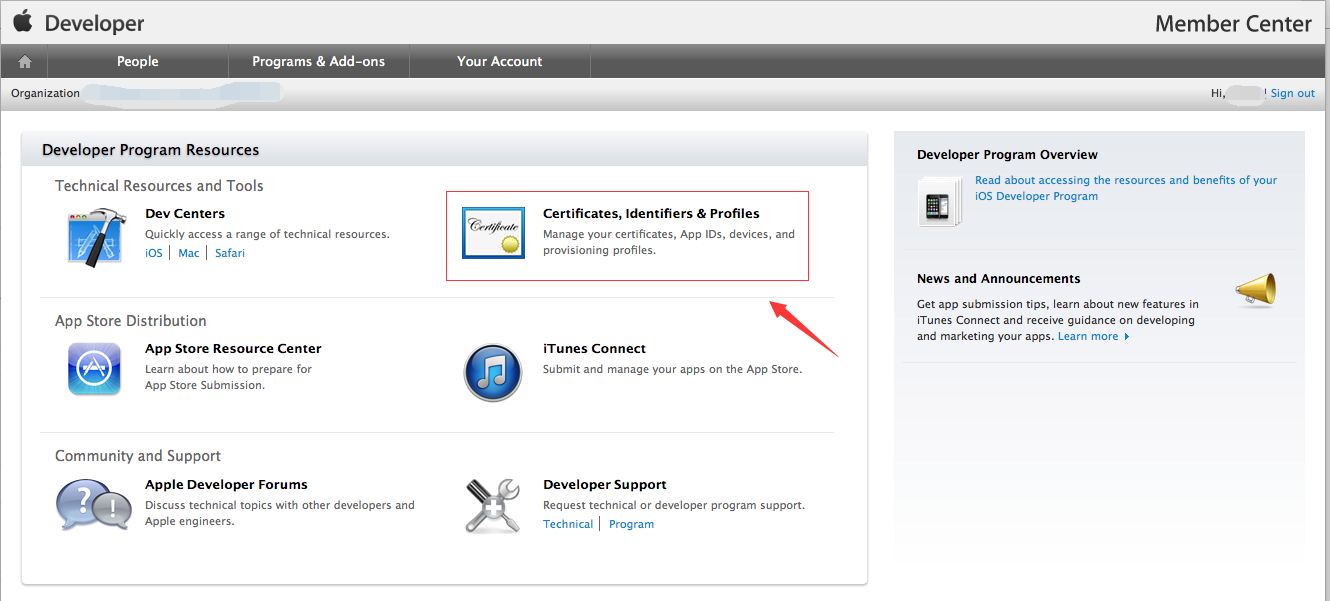 Developer
Member Center
People
Programs & Add-ons
Your Account
Organization
Hi, ! Sign out
Developer Program Resources
Technical Resources and Tools
Dev Centers
Quickly access a range of technical resources.
iOS | Mac | Safari
Certificate
Certificates, Identifiers & Profiles
Manage your certificates, App IDs, devices, and
provisioning profiles.
App Store Distribution
App Store Resource Center
Learn about how to prepare for
App Store Submission.
iTunes Connect
Submit and manage your apps on the App Store.
Community and Support
Apple Developer Forums
Discuss technical topics with other developers and
Apple engineers.
Developer Support
Request technical or developer program support.
Technical | Program
Developer Program Overview
Read about accessing the resources and benefits of your
iOS Developer Program
News and Announcements
Get app submission tips, learn about new features in
iTunes Connect and receive guidance on developing
and marketing your apps. Learn more